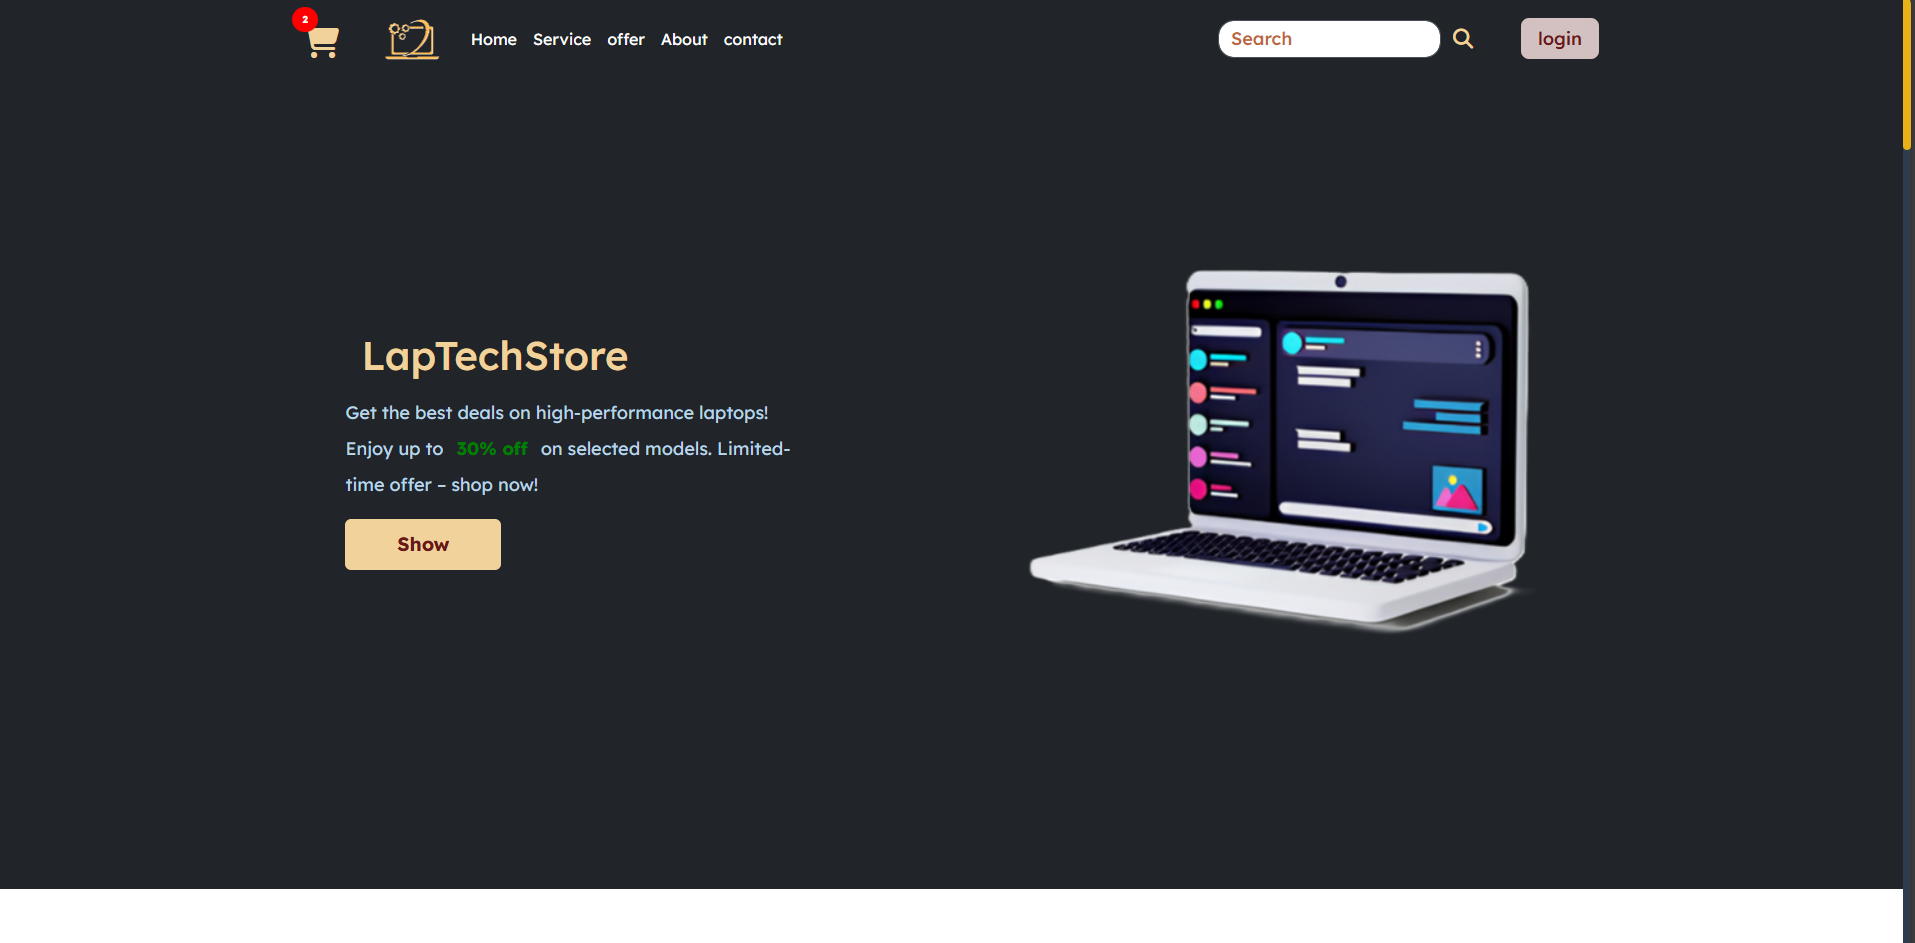 2
Home Service offer About contact
Search
login
LapTechStore
Get the best deals on high-performance laptops!
Enjoy up to 30% off on selected models. Limited-
time offer – shop now!
Show